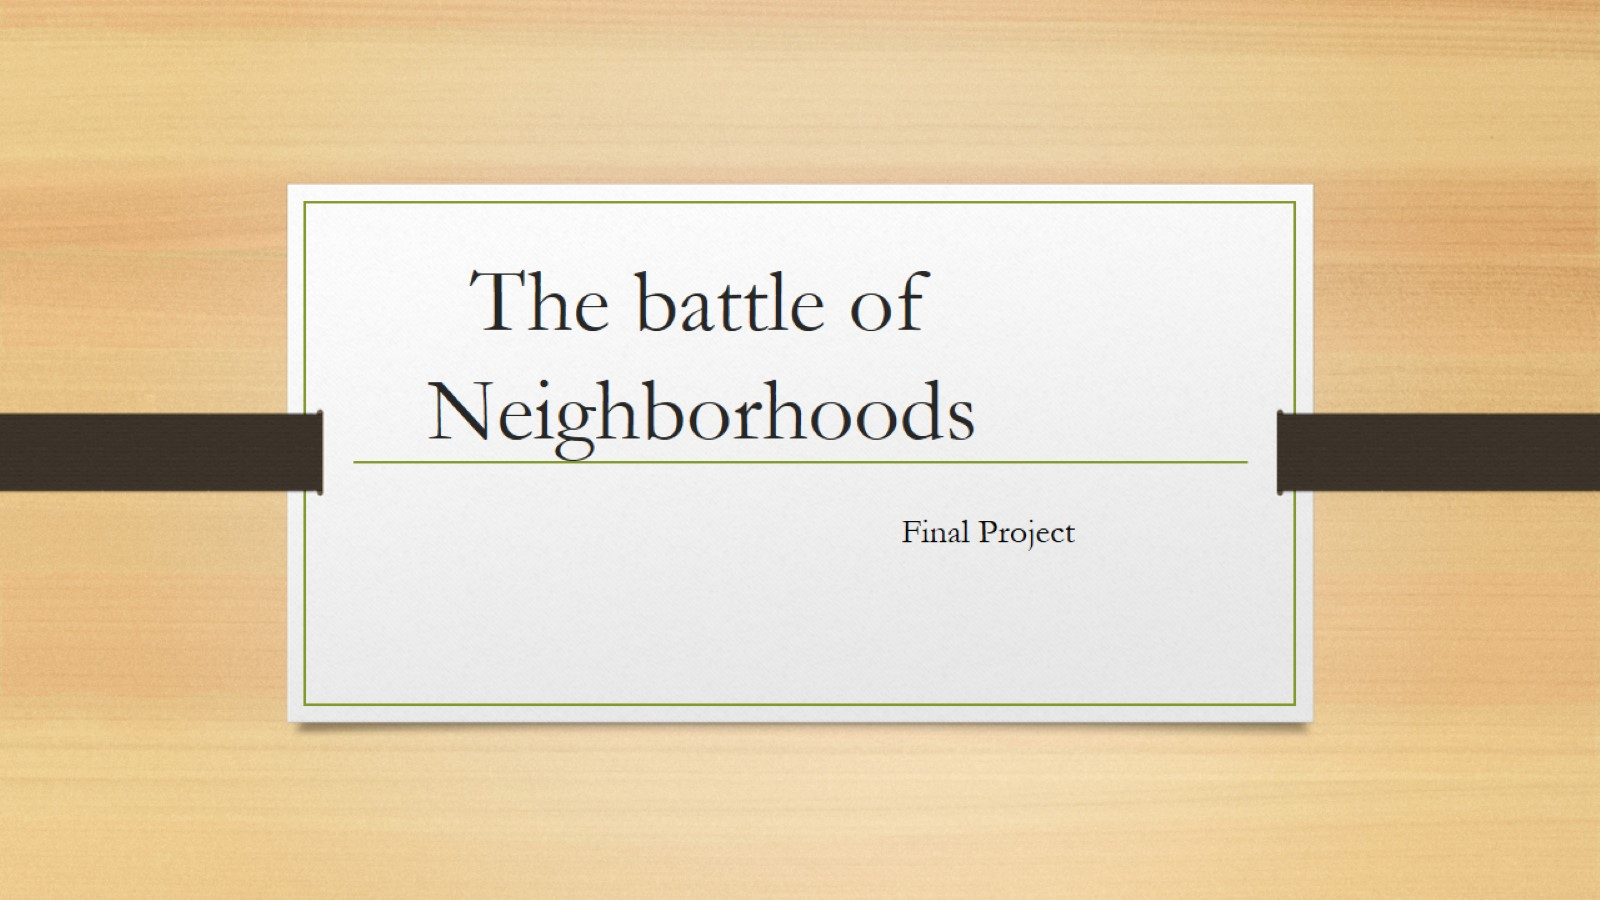 The battle of
Neighborhoods
Final Project